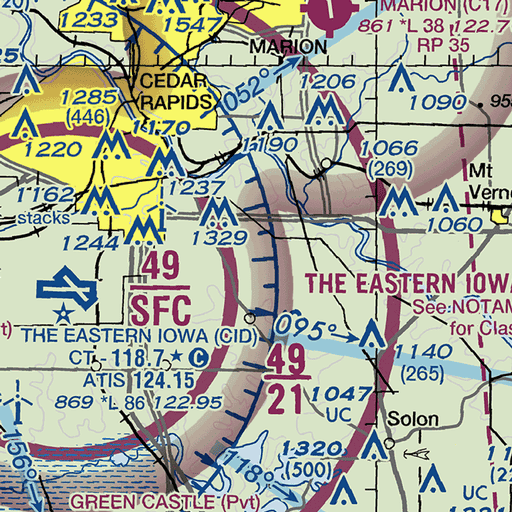 1233
1547
MARION (C17)
861 *L 38 122.7
RP 35
MARION
CEDAR
RAPIDS
052°
1206
1090
1285
(446)
1170
1190
1066
(269)
1220
1162
stacks
1237
Mt
Verno
1060
1244
1329
49
SFC
THE EASTERN IOWA
See NOTAM
for Clas
THE EASTERN IOWA (CID)
CT - 118.7 * C
ATIS 124.15
869 *L 86 122.95
095°
49
21
1140
(265)
1047
UC
156°
Solon
1320
(500)
118°
UC
GREEN CASTLE (Pvt)